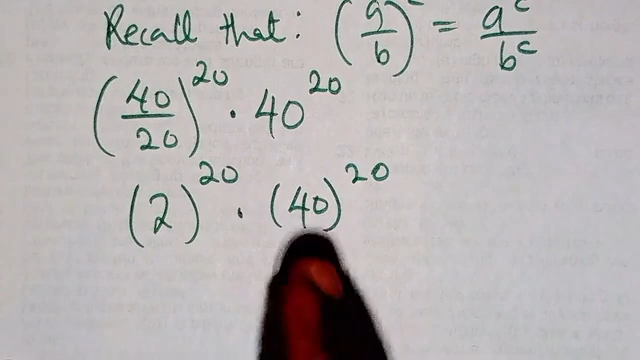 Recall that: (a/b)^c = a^c/b^c
(40/20)^20 · 40^20
(2)^20 · (40)^20